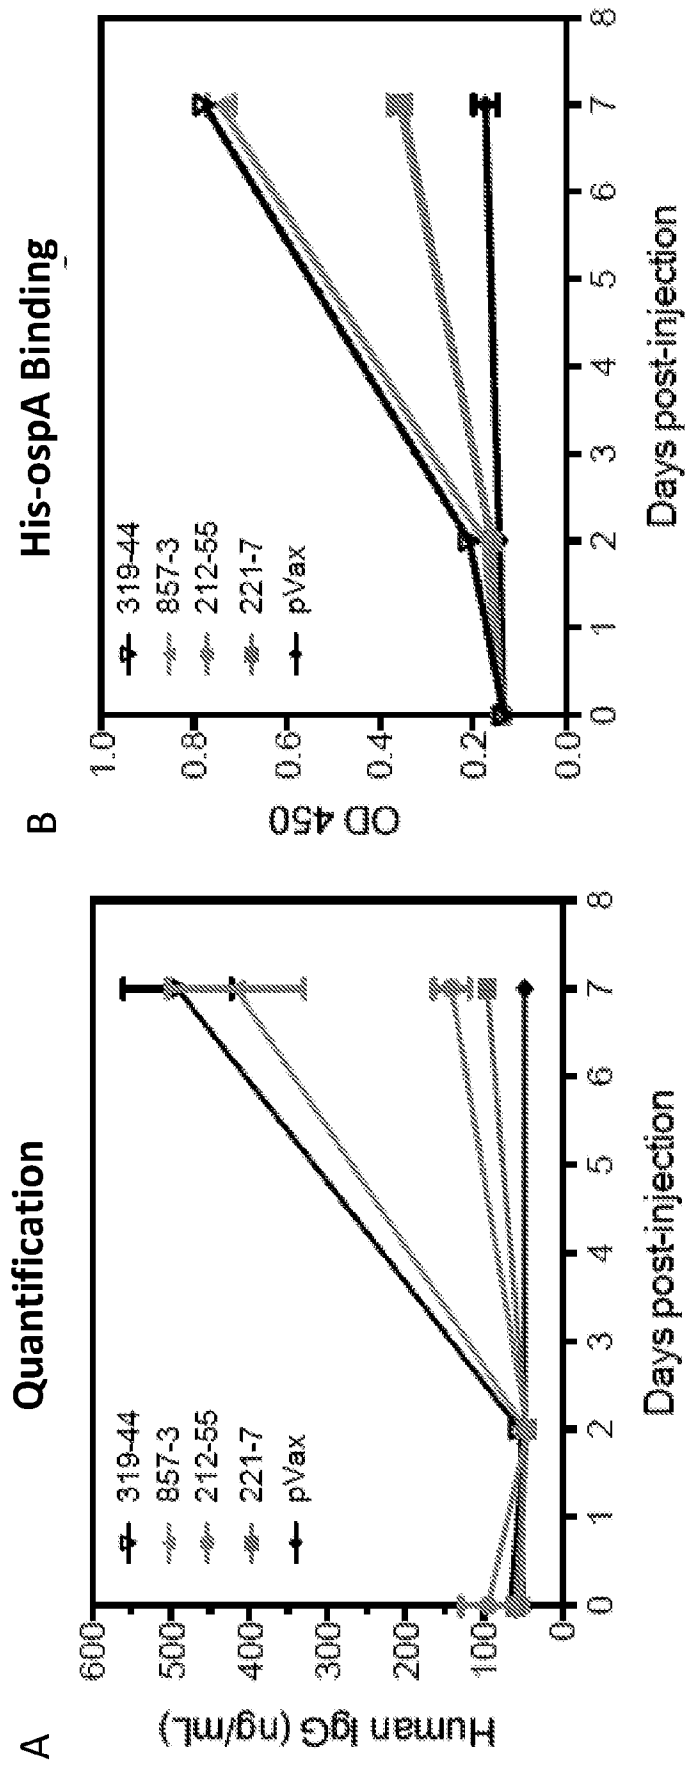 A
Quantification
Human IgG (ng/mL)
600
500
400
300
200
100
0
319-44
857-3
212-55
221-7
pVax
0 1 2 3 4 5 6 7 8
Days post-injection
B
His-ospA Binding
OD 450
1.0
0.8
0.6
0.4
0.2
0.0
319-44
857-3
212-55
221-7
pVax
0 1 2 3 4 5 6 7 8
Days post-injection